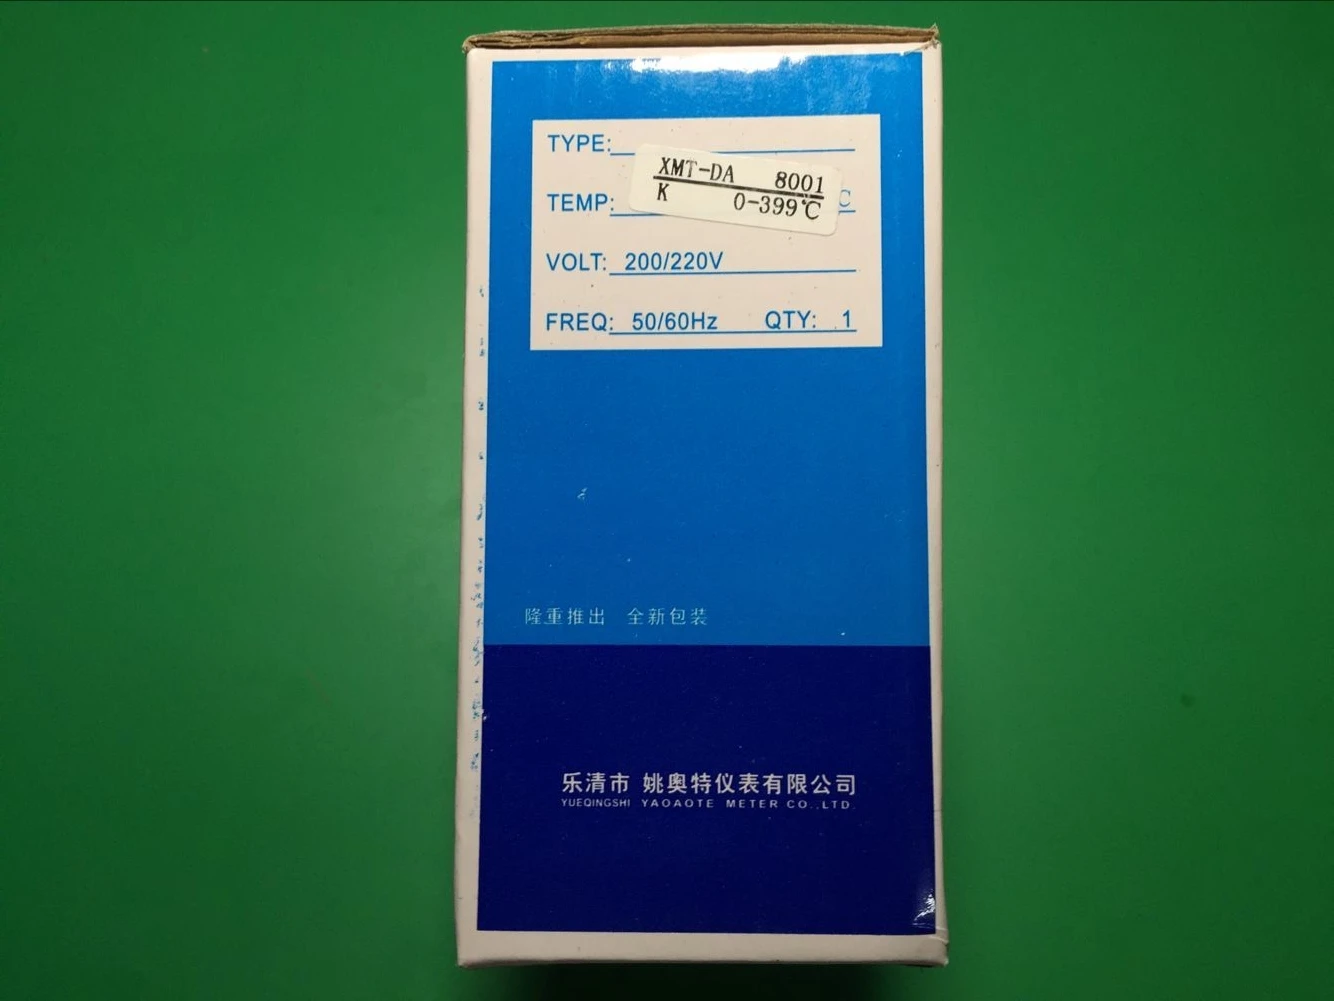 TYPE:
XMT-DA 8001
K 0-399℃
TEMP: C
VOLT: 200/220V
FREQ: 50/60Hz QTY: 1
隆重推出 全新包装
乐清市 姚奥特仪表有限公司
YUEQINGSHI YAOAOTE METER CO.,LTD.